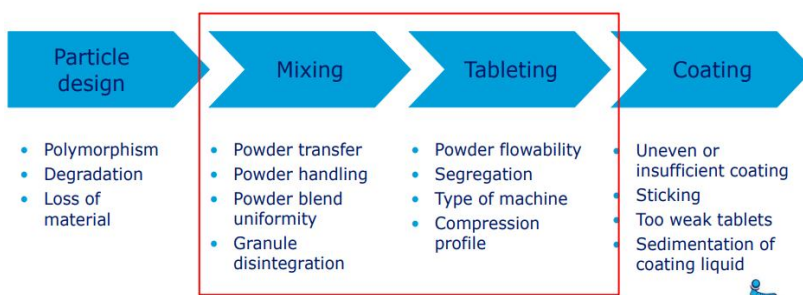 Particle
design
Mixing
Tableting
Coating
• Polymorphism
• Degradation
• Loss of
material
• Powder transfer
• Powder handling
• Powder blend
uniformity
• Granule
disintegration
• Powder flowability
• Segregation
• Type of machine
• Compression
profile
• Uneven or
insufficient coating
• Sticking
• Too weak tablets
• Sedimentation of
coating liquid